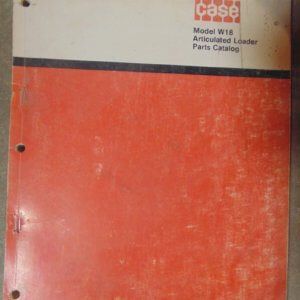 case
Model W18
Articulated Loader
Parts Catalog